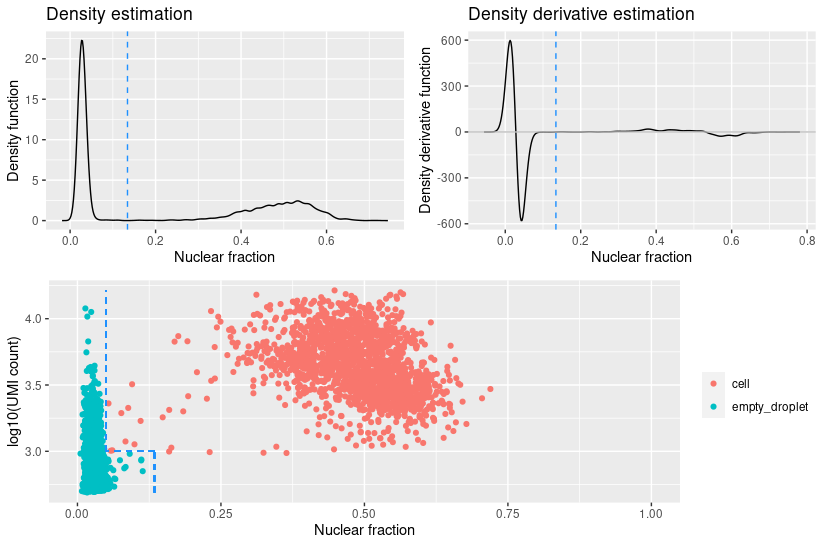 Density estimation
Density function
20
15
10
5
0
0.0 0.2 0.4 0.6
Nuclear fraction
Density derivative estimation
Density derivative function
600
300
0
-300
-600
0.0 0.2 0.4 0.6 0.8
Nuclear fraction
log10(UMI count)
4.0
3.5
3.0
0.00 0.25 0.50 0.75 1.00
Nuclear fraction
cell
empty_droplet